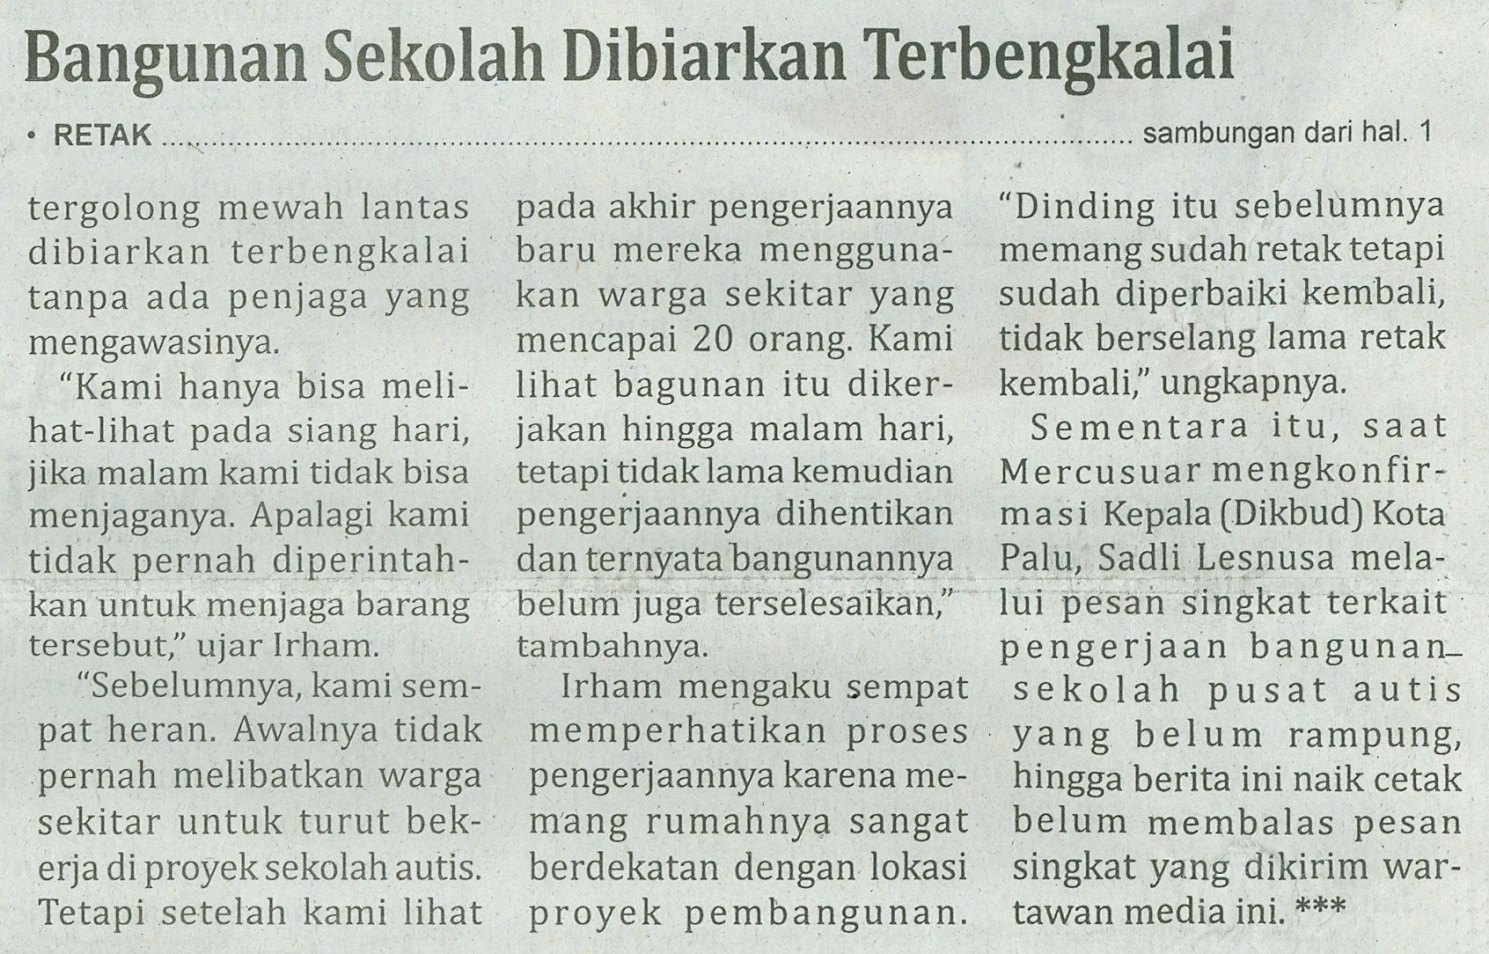 Bangunan Sekolah Dibiarkan Terbengkalai
• RETAK ........................................................................................................................ sambungan dari hal. 1
tergolong mewah lantas
dibiarkan terbengkalai
tanpa ada penjaga yang
mengawasinya.
“Kami hanya bisa meli-
hat-lihat pada siang hari,
jika malam kami tidak bisa
menjaganya. Apalagi kami
tidak pernah diperintah-
kan untuk menjaga barang
tersebut,” ujar Irham.
“Sebelumnya, kami sem-
pat heran. Awalnya tidak
pernah melibatkan warga
sekitar untuk turut bek-
erja di proyek sekolah autis.
Tetapi setelah kami lihat
pada akhir pengerjaannya
baru mereka mengguna-
kan warga sekitar yang
mencapai 20 orang. Kami
lihat bagunan itu diker-
jakan hingga malam hari,
tetapi tidak lama kemudian
pengerjaannya dihentikan
dan ternyata bangunannya
belum juga terselesaikan,”
tambahnya.
Irham mengaku sempat
memperhatikan proses
pengerjaannya karena me-
mang rumahnya sangat
berdekatan dengan lokasi
proyek pembangunan.
“Dinding itu sebelumnya
memang sudah retak tetapi
sudah diperbaiki kembali,
tidak berselang lama retak
kembali,” ungkapnya.
Sementara itu, saat
Mercusuar mengkonfir-
masi Kepala (Dikbud) Kota
Palu, Sadli Lesnusa mela-
lui pesan singkat terkait
pengerjaan bangunan
sekolah pusat autis
yang belum rampung,
hingga berita ini naik cetak
belum membalas pesan
singkat yang dikirim war-
tawan media ini. ***